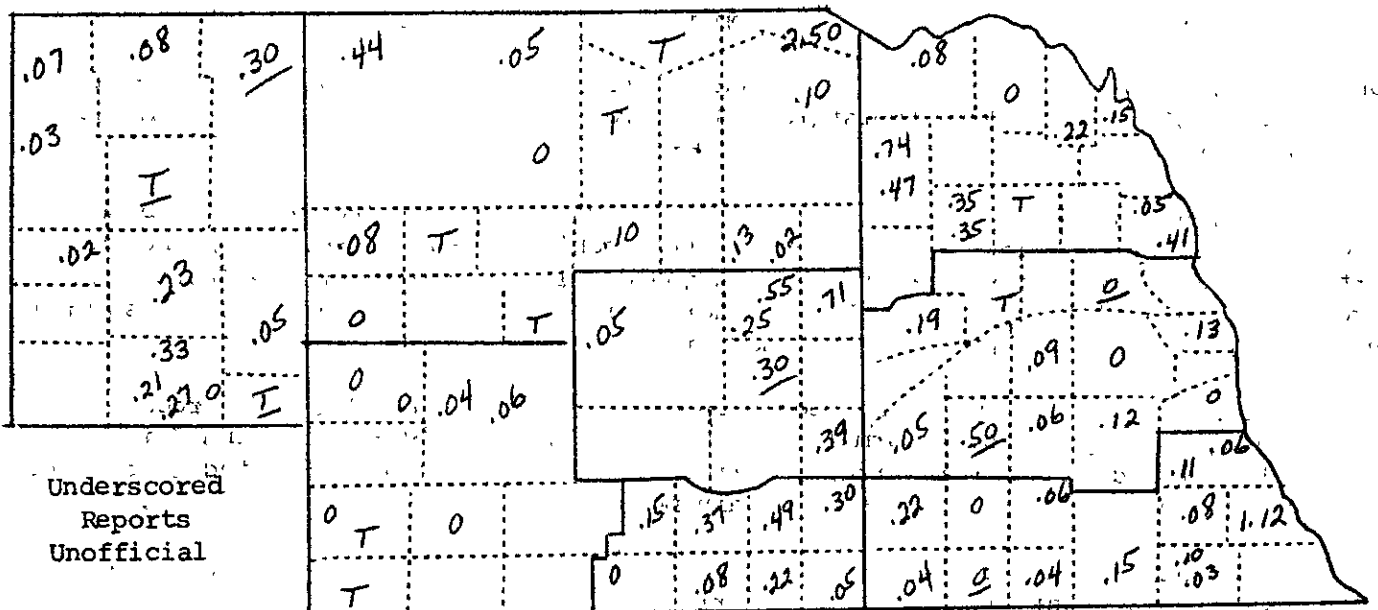 .07 .08 .30 .44 .05 T 2.50 .08
.10 0
.03 T 0 T .74 .22 .15
.47
.35 T .05
.02 .08 T .10 .13 .02 .35 .41
.23 .05 0 T .05 .55 .71 T 0
.25 .19 .13
.33 0 .30 .09 0
.21 .27 0 T 0 .04 .06 0
.39 .05 .50 .06 .12
.11 .06
Underscored
Reports
Unofficial
0 T 0 .15 .37 .49 .30 .22 0 .06 .08 1.12
T 0 .08 .22 .05 .04 0 .04 .15 .10
.03